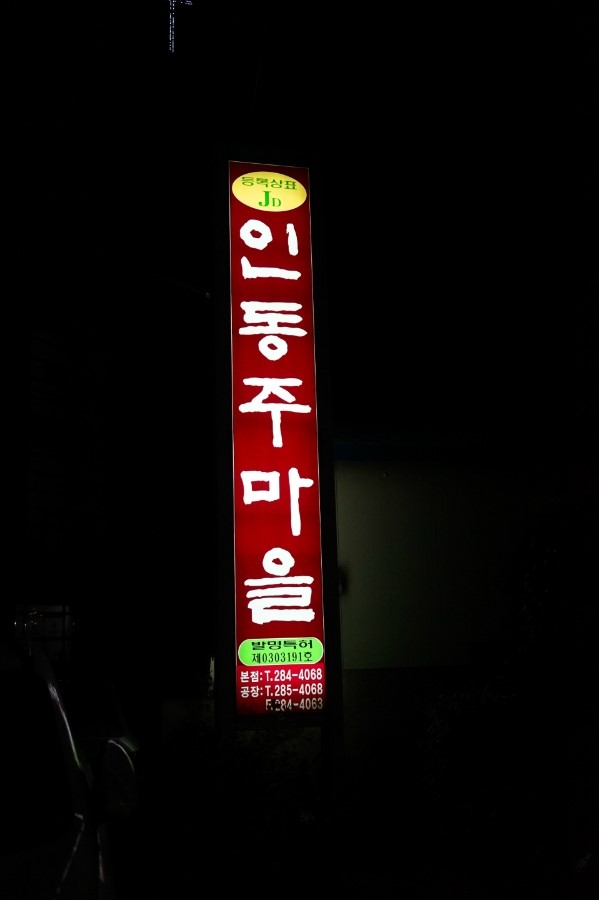 등록상표
JD
인동주마을
발명특허
제0303191호
본점:T.284-4068
공장:T.285-4068
F.284-4063